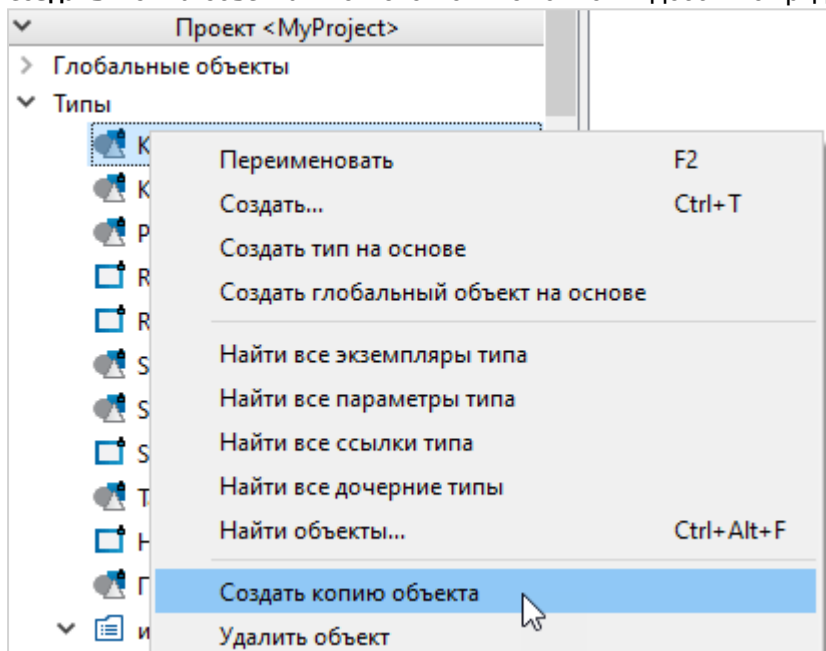 Проект <MyProject>
Глобальные объекты
Типы
K
Переименовать F2
K
Создать... Ctrl+T
P
Создать тип на основе
R
Создать глобальный объект на основе
R
S
Найти все экземпляры типа
S
Найти все параметры типа
S
Найти все ссылки типа
T
Найти все дочерние типы
Найти объекты... Ctrl+Alt+F
Создать копию объекта
и
Удалить объект